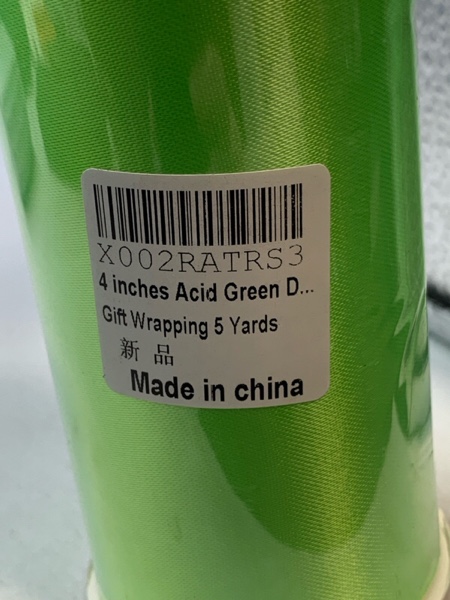 X002RATRS3
4 inches Acid Green D...
Gift Wrapping 5 Yards
新 品
Made in china